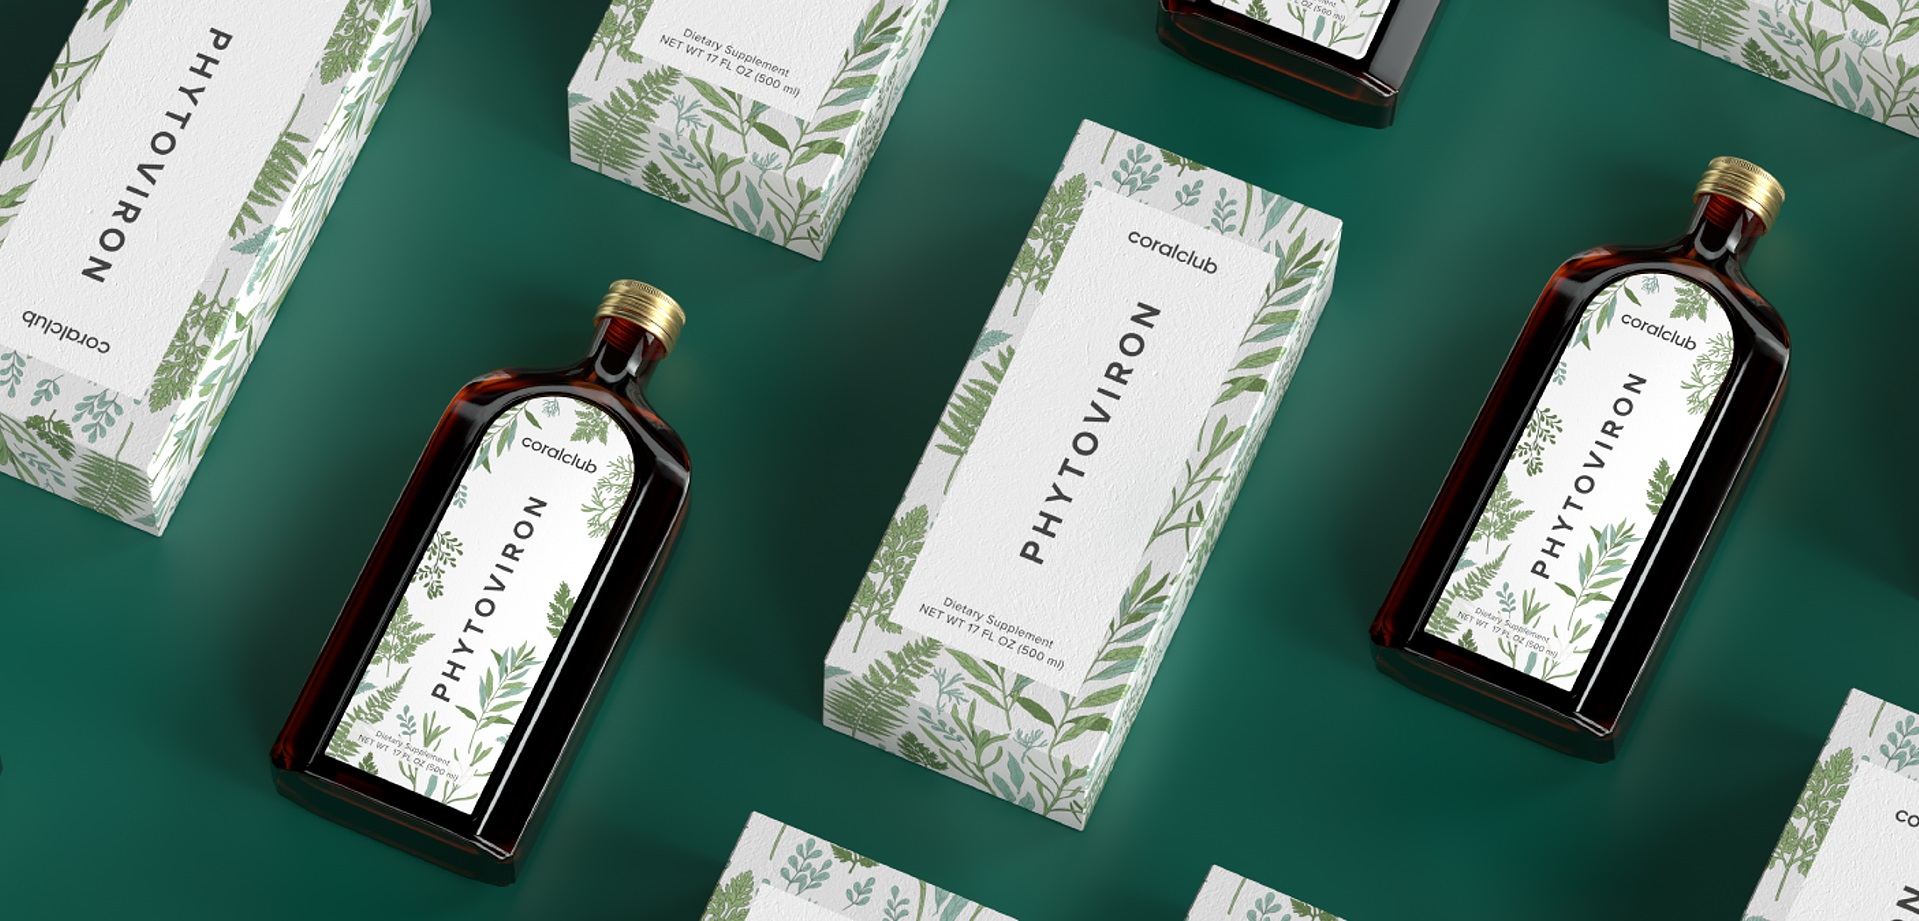 PHYTOVIRON
coralclub
Dietary Supplement
NET WT 17 FL OZ (500 ml)
coralclub
PHYTOVIRON
Dietary Supplement
NET WT 17 FL OZ (500 ml)
coralclub
PHYTOVIRON
Dietary Supplement
NET WT 17 FL OZ (500 ml)
coralclub
PHYTOVIRON
Dietary Supplement
NET WT 17 FL OZ (500 ml)